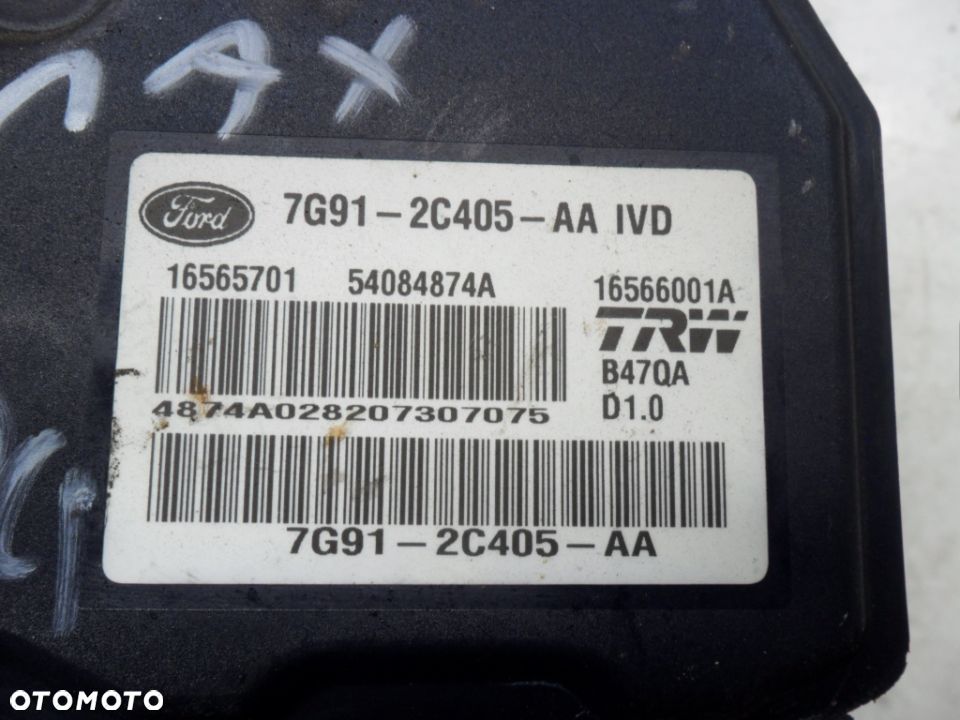 MAX
Ford 7G91-2C405-AA IVD
16565701 54084874A 16566001A
TRW
B47QA
4874A028207307075
D1.0
7G91-2C405-AA
OTOMOTO